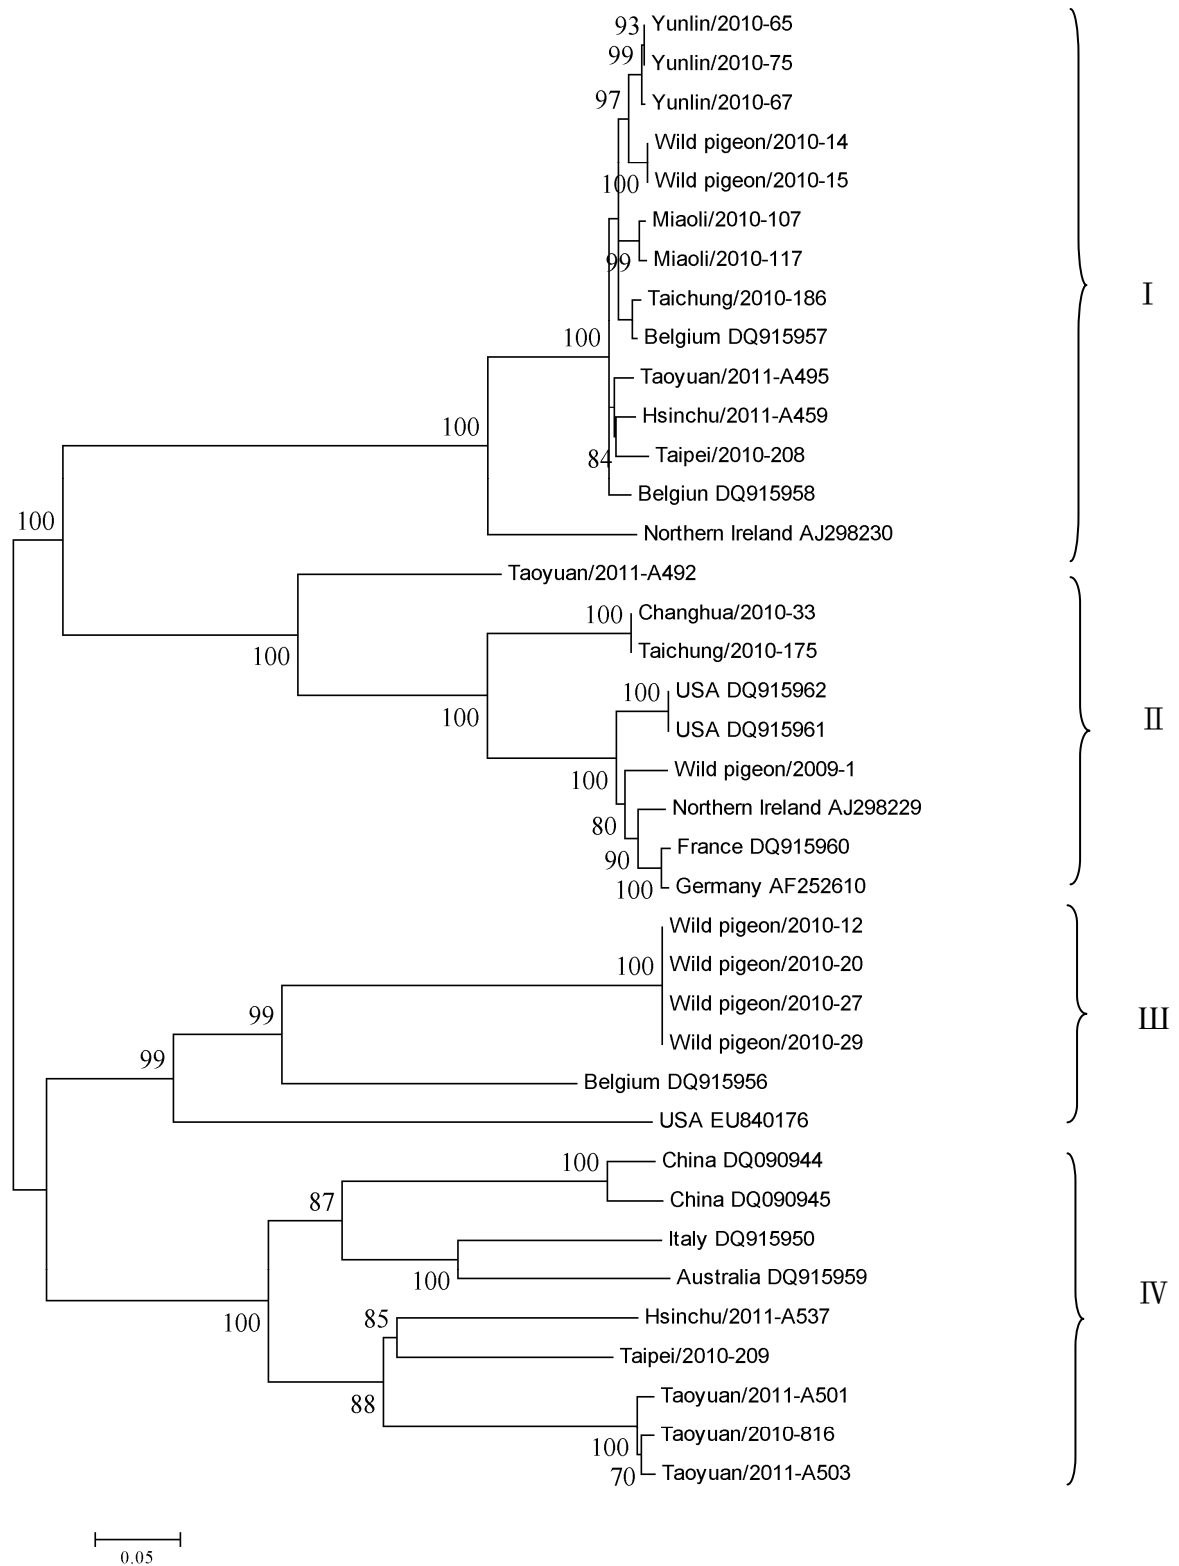 93 Yunlin/2010-65
99 Yunlin/2010-75
97 Yunlin/2010-67
Wild pigeon/2010-14
100 Wild pigeon/2010-15
Miaoli/2010-107
99 Miaoli/2010-117
I
Taichung/2010-186
100 Belgium DQ915957
Taoyuan/2011-A495
100 Hsinchu/2011-A459
84 Taipei/2010-208
Belgiun DQ915958
100 Northern Ireland AJ298230
Taoyuan/2011-A492
100 Changhua/2010-33
100 Taichung/2010-175
100 USA DQ915962
100 USA DQ915961
II
100 Wild pigeon/2009-1
80 Northern Ireland AJ298229
90 France DQ915960
100 Germany AF252610
Wild pigeon/2010-12
100 Wild pigeon/2010-20
99 Wild pigeon/2010-27
III
99 Wild pigeon/2010-29
Belgium DQ915956
USA EU840176
100 China DQ090944
87 China DQ090945
Italy DQ915950
100 Australia DQ915959
IV
100 85 Hsinchu/2011-A537
Taipei/2010-209
88 Taoyuan/2011-A501
100 Taoyuan/2010-816
70 Taoyuan/2011-A503
0.05